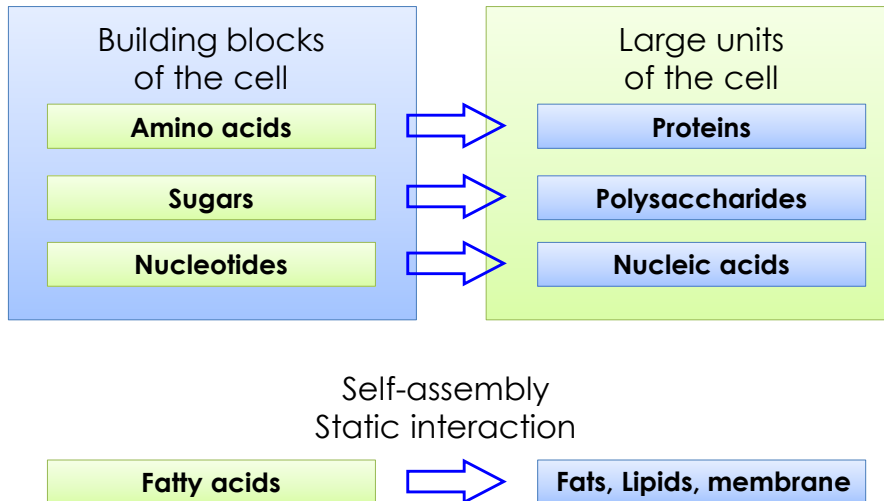 Building blocks
of the cell
Large units
of the cell
Amino acids
Proteins
Sugars
Polysaccharides
Nucleotides
Nucleic acids
Self-assembly
Static interaction
Fatty acids
Fats, Lipids, membrane